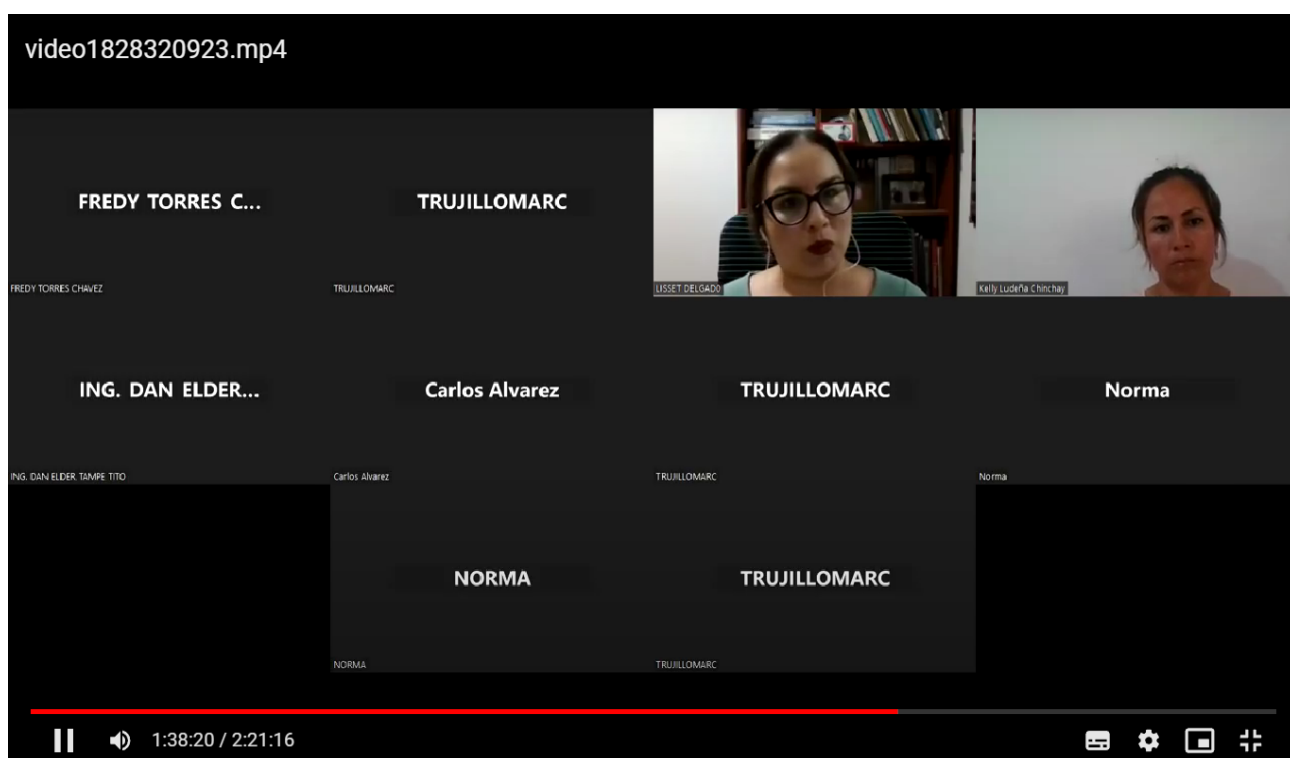 video1828320923.mp4
FREDY TORRES C...
TRUJILLOMARC
FREDY TORRES CHAVEZ
TRUJILLOMARC
LISSET DELGADO
Kelly Ludeña Chinchay
ING. DAN ELDER...
Carlos Alvarez
TRUJILLOMARC
Norma
ING. DAN ELDER TAMPE TITO
Carlos Alvarez
TRUJILLOMARC
Norma
NORMA
TRUJILLOMARC
NORMA
TRUJILLOMARC
1:38:20 / 2:21:16